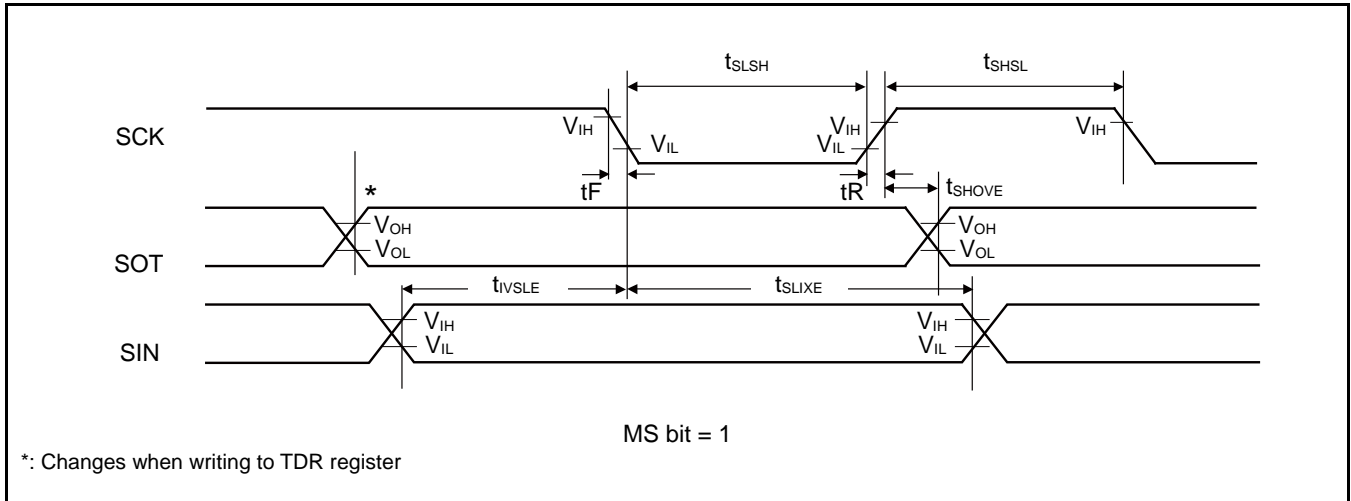 tSLSH tSHSL
SCK VIH VIL VIL VIH VIH
tF tR tSHOVE
*
SOT VOH VOL VOH VOL
tIVSLE tSLIXE
SIN VIH VIL VIH VIL
MS bit = 1
*: Changes when writing to TDR register